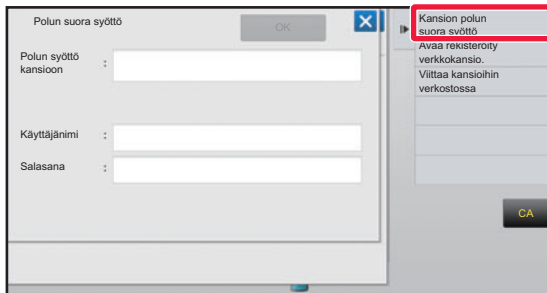 Polun suora syöttö
OK
Polun syöttö
kansioon
:
Käyttäjänimi :
Salasana :
Kansion polun
suora syöttö
Avaa rekisteröity
verkkokansio.
Viittaa kansioihin
verkostossa
CA